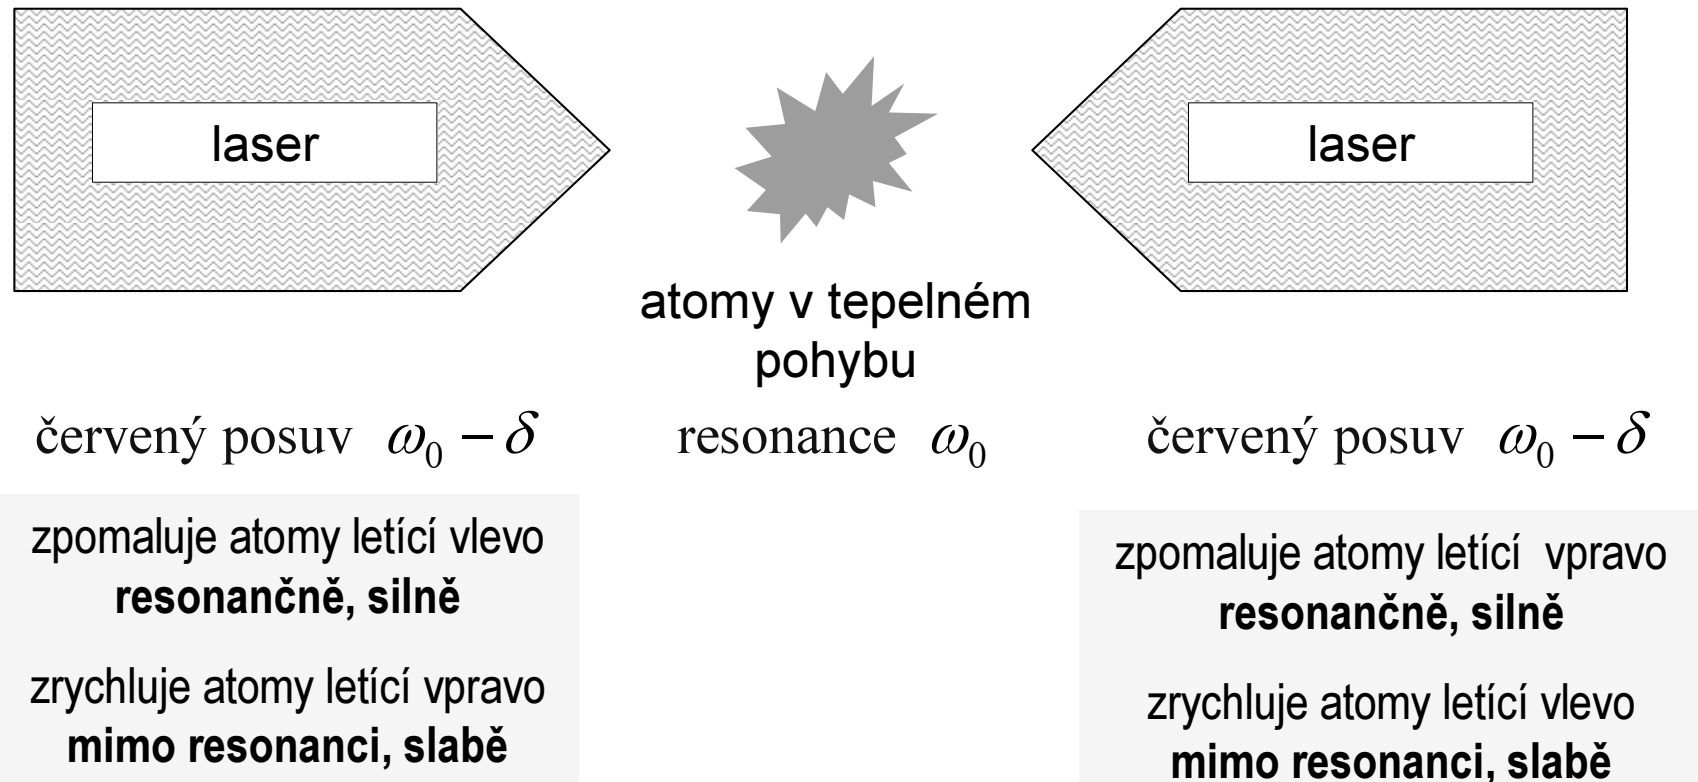 laser
laser
atomy v tepelném
pohybu
červený posuv ω₀ − δ
resonance ω₀
červený posuv ω₀ − δ
zpomaluje atomy letící vlevo
resonančně, silně
zrychluje atomy letící vpravo
mimo resonanci, slabě
zpomaluje atomy letící vpravo
resonančně, silně
zrychluje atomy letící vlevo
mimo resonanci, slabě